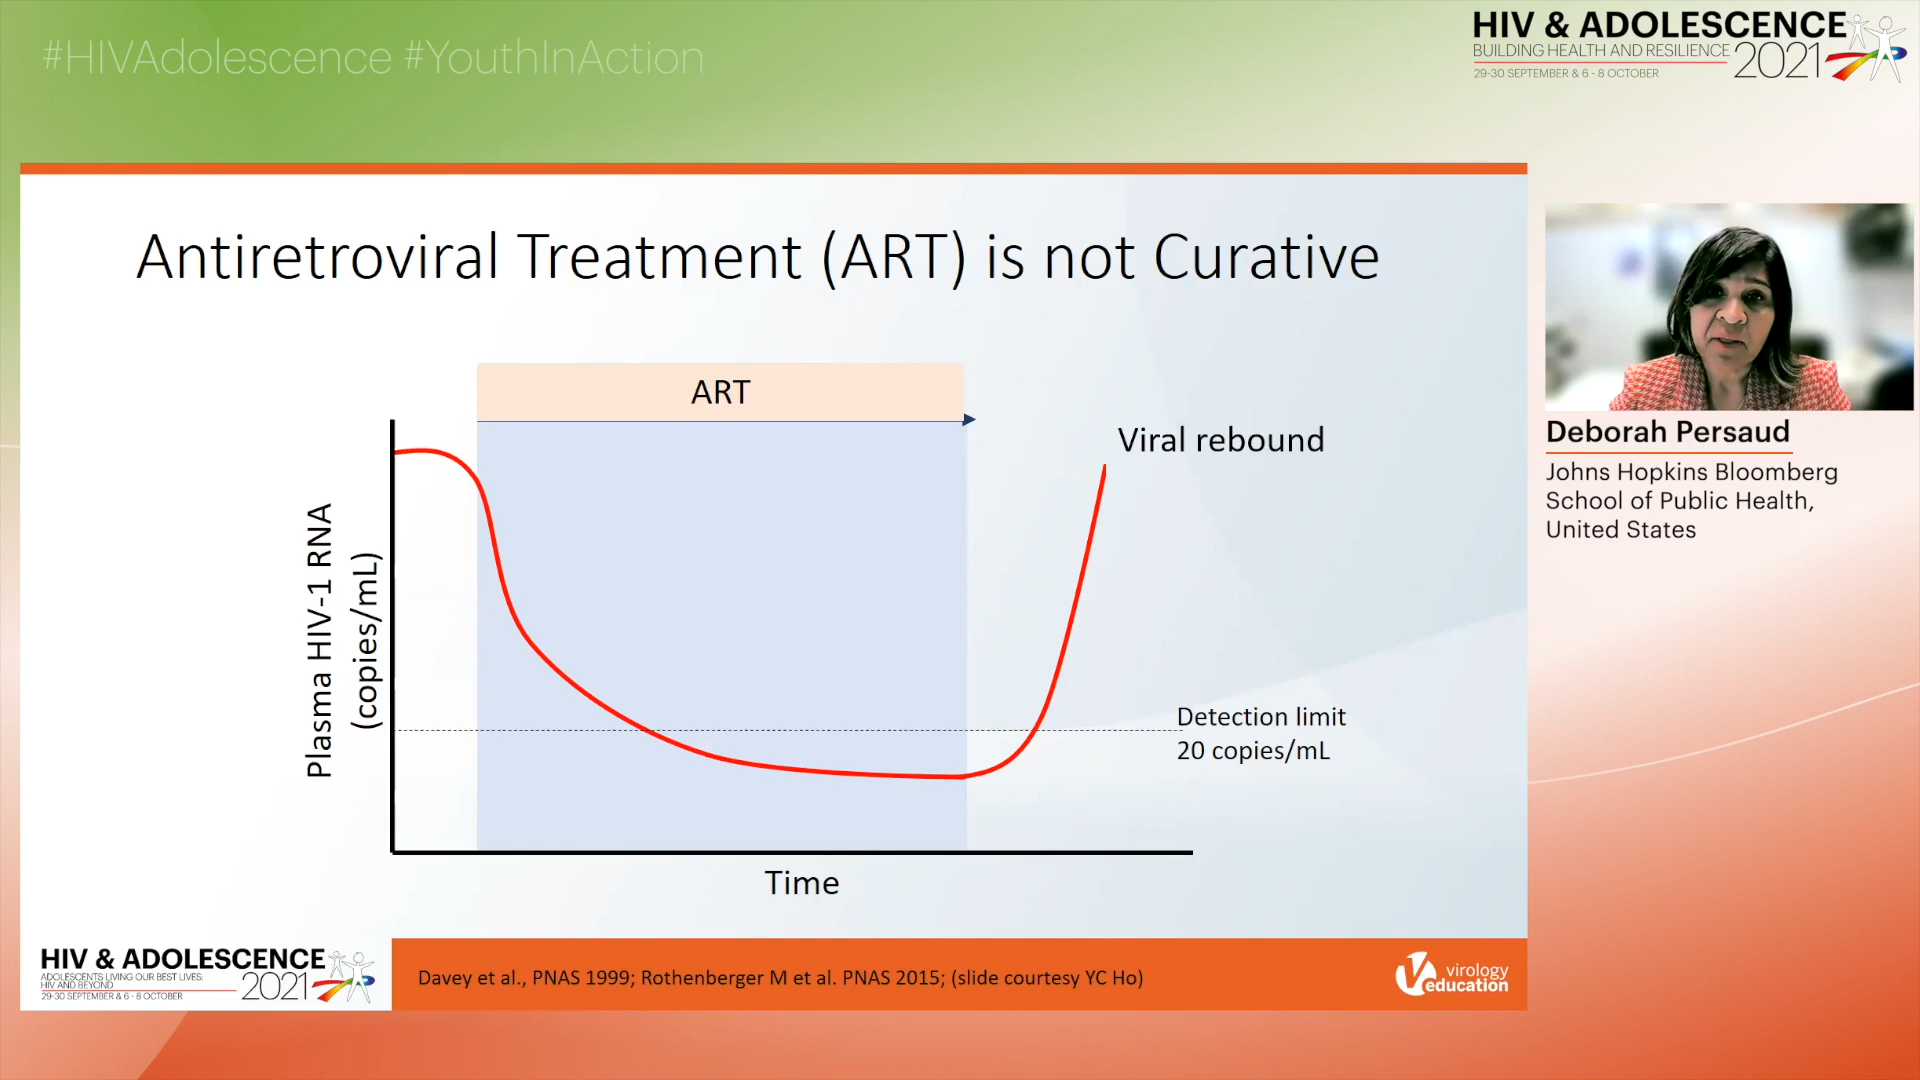 #HIVAdolescence #YouthInAction
HIV & ADOLESCENCE
BUILDING HEALTH AND RESILIENCE 2021
29-30 SEPTEMBER & 6 - 8 OCTOBER
Antiretroviral Treatment (ART) is not Curative
ART
Viral rebound
Plasma HIV-1 RNA
(copies/mL)
Detection limit
20 copies/mL
Time
Deborah Persaud
Johns Hopkins Bloomberg
School of Public Health,
United States
HIV & ADOLESCENCE
ADOLESCENTS LIVING OUR BEST LIVES:
HIV AND BEYOND
2021
29-30 SEPTEMBER & 6 - 8 OCTOBER
Davey et al., PNAS 1999; Rothenberger M et al. PNAS 2015; (slide courtesy YC Ho)
virology
education